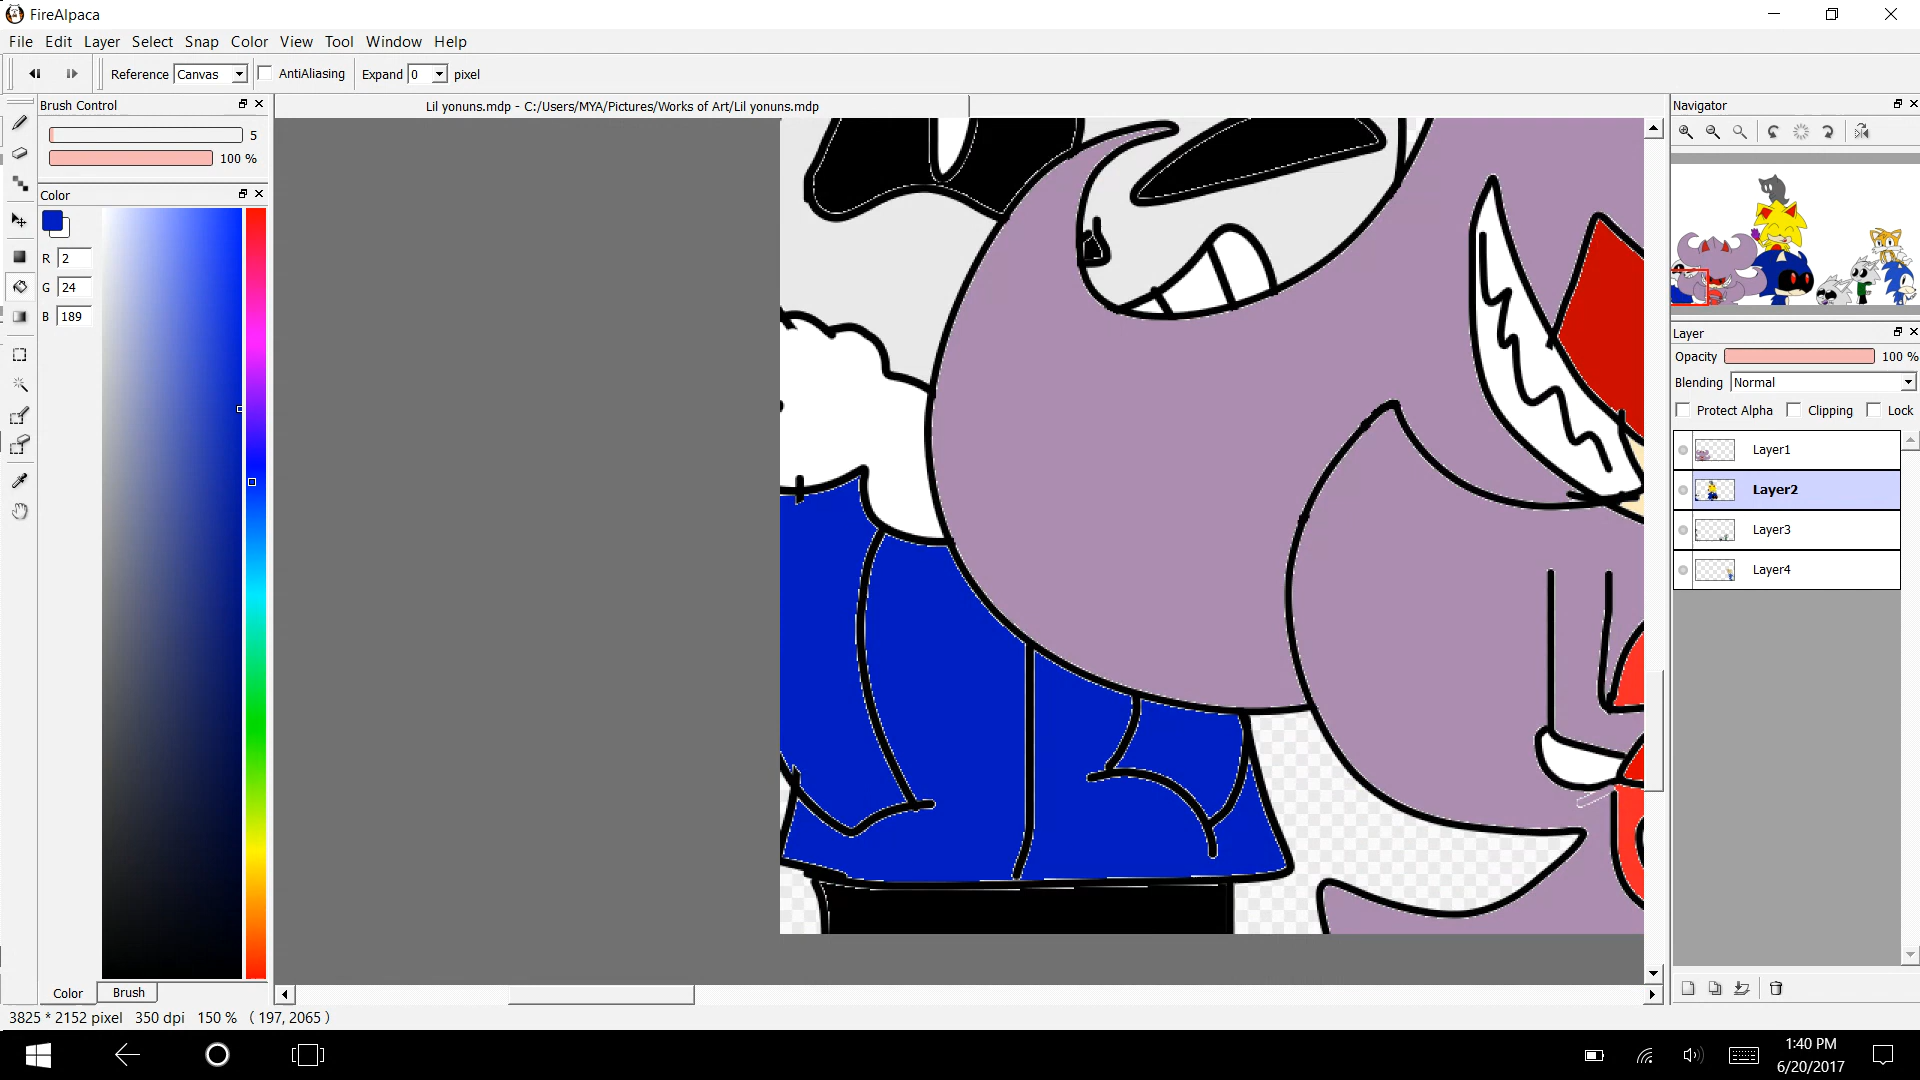 FireAlpaca
File Edit Layer Select Snap Color View Tool Window Help
Reference Canvas AntiAliasing Expand 0 pixel
Brush Control
5
100 %
Color
R 2
G 24
B 189
Color Brush
Lil yonuns.mdp - C:/Users/MYA/Pictures/Works of Art/Lil yonuns.mdp
Navigator
Layer
Opacity 100 %
Blending Normal
Protect Alpha Clipping Lock
Layer1
Layer2
Layer3
Layer4
3825 * 2152 pixel 350 dpi 150 % ( 197, 2065 )
1:40 PM
6/20/2017